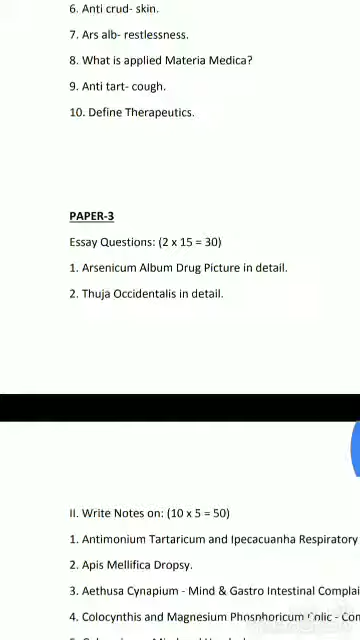 6. Anti crud- skin.
7. Ars alb- restlessness.
8. What is applied Materia Medica?
9. Anti tart- cough.
10. Define Therapeutics.
PAPER-3
Essay Questions: (2 x 15 = 30)
1. Arsenicum Album Drug Picture in detail.
2. Thuja Occidentalis in detail.
II. Write Notes on: (10 x 5 = 50)
1. Antimonium Tartaricum and Ipecacuanha Respiratory
2. Apis Mellifica Dropsy.
3. Aethusa Cynapium - Mind & Gastro Intestinal Complai
4. Colocynthis and Magnesium Phosphoricum Colic - Con